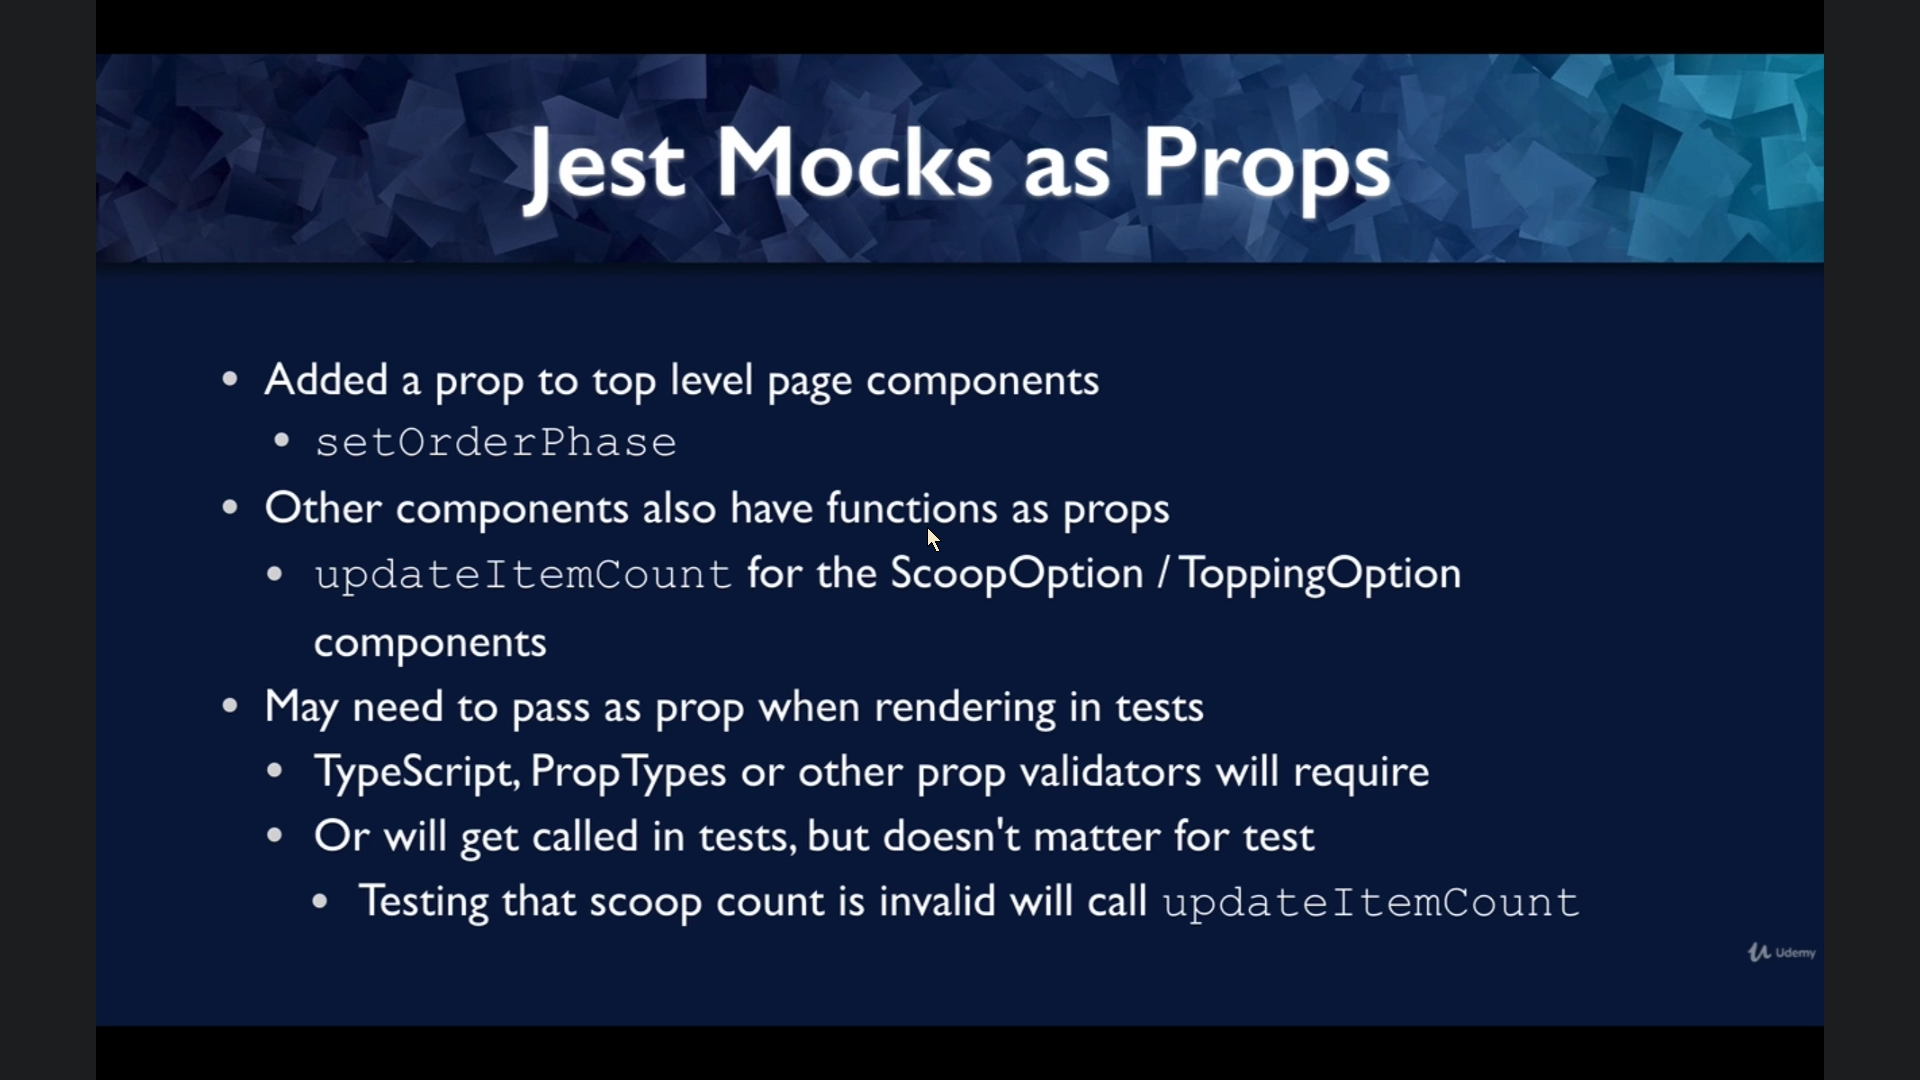 Jest Mocks as Props
• Added a prop to top level page components
• setOrderPhase
• Other components also have functions as props
• updateItemCount for the ScoopOption / ToppingOption
components
• May need to pass as prop when rendering in tests
• TypeScript, PropTypes or other prop validators will require
• Or will get called in tests, but doesn't matter for test
• Testing that scoop count is invalid will call updateItemCount
Udemy